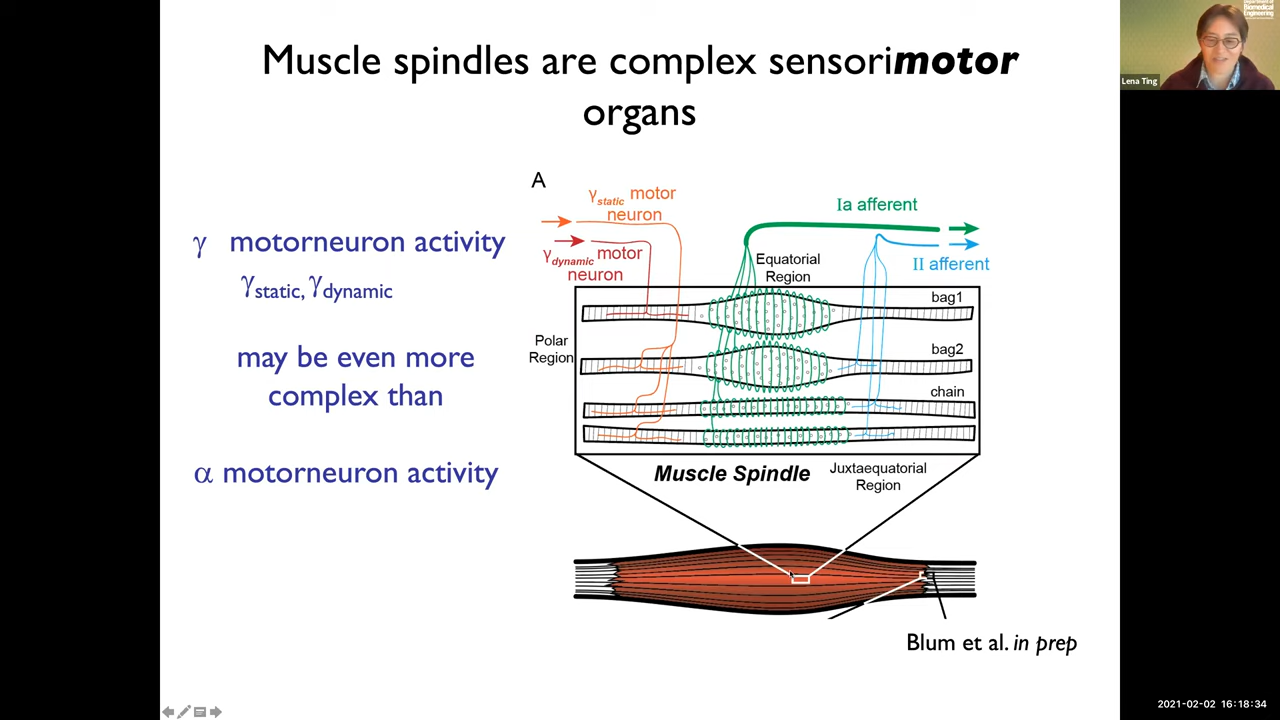 Muscle spindles are complex sensorimotor
organs
A
γstatic motor
neuron
γdynamic motor
neuron
Ia afferent
II afferent
Equatorial
Region
bag1
bag2
chain
Polar
Region
Muscle Spindle
Juxtaequatorial
Region
γ motorneuron activity
γstatic, γdynamic
may be even more
complex than
α motorneuron activity
Blum et al. in prep
Lena Ting
Biomedical
Engineering
2021-02-02 16:18:34